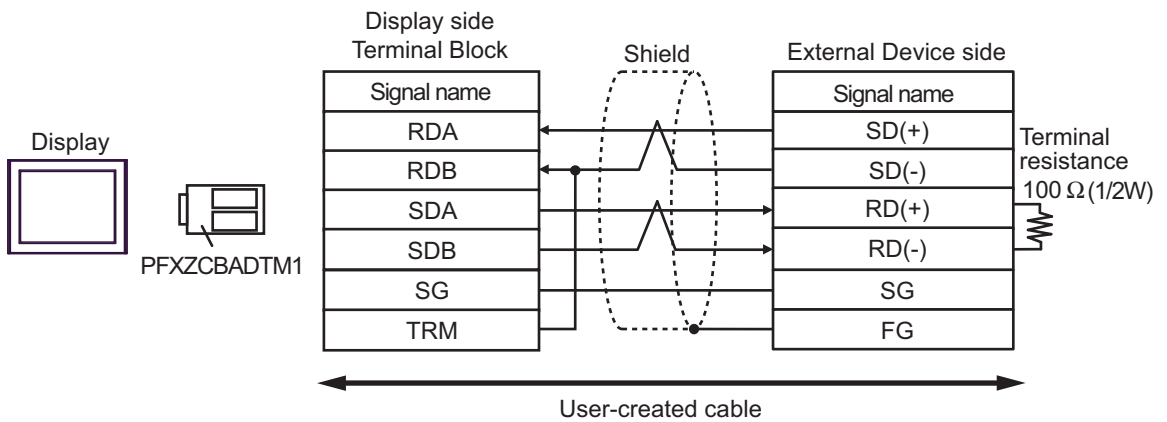 Display side
Terminal Block
Shield
External Device side
Signal name
Signal name
RDA
SD(+)
Display
Terminal
resistance
100 Ω (1/2W)
RDB
SD(-)
SDA
RD(+)
SDB
RD(-)
PFXZCBADTM1
SG
SG
TRM
FG
User-created cable